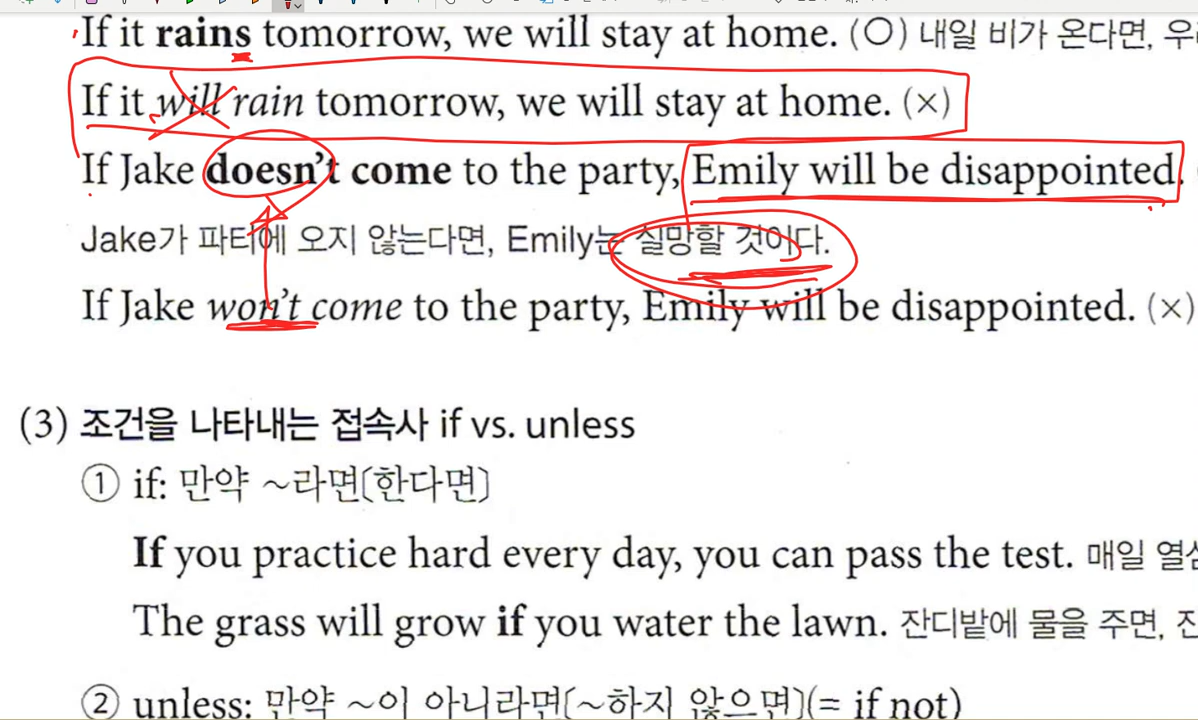 If it rains tomorrow, we will stay at home. (○) 내일 비가 온다면,
If it will rain tomorrow, we will stay at home. (×)
If Jake doesn't come to the party, Emily will be disappointed.
Jake가 파티에 오지 않는다면, Emily는 실망할 것이다.
If Jake won't come to the party, Emily will be disappointed. (×)
(3) 조건을 나타내는 접속사 if vs. unless
① if: 만약 ~라면(한다면)
If you practice hard every day, you can pass the test. 매일
The grass will grow if you water the lawn. 잔디밭에 물을 주면,
② unless: 만약 ~이 아니라면(~하지 않으면)(= if not)